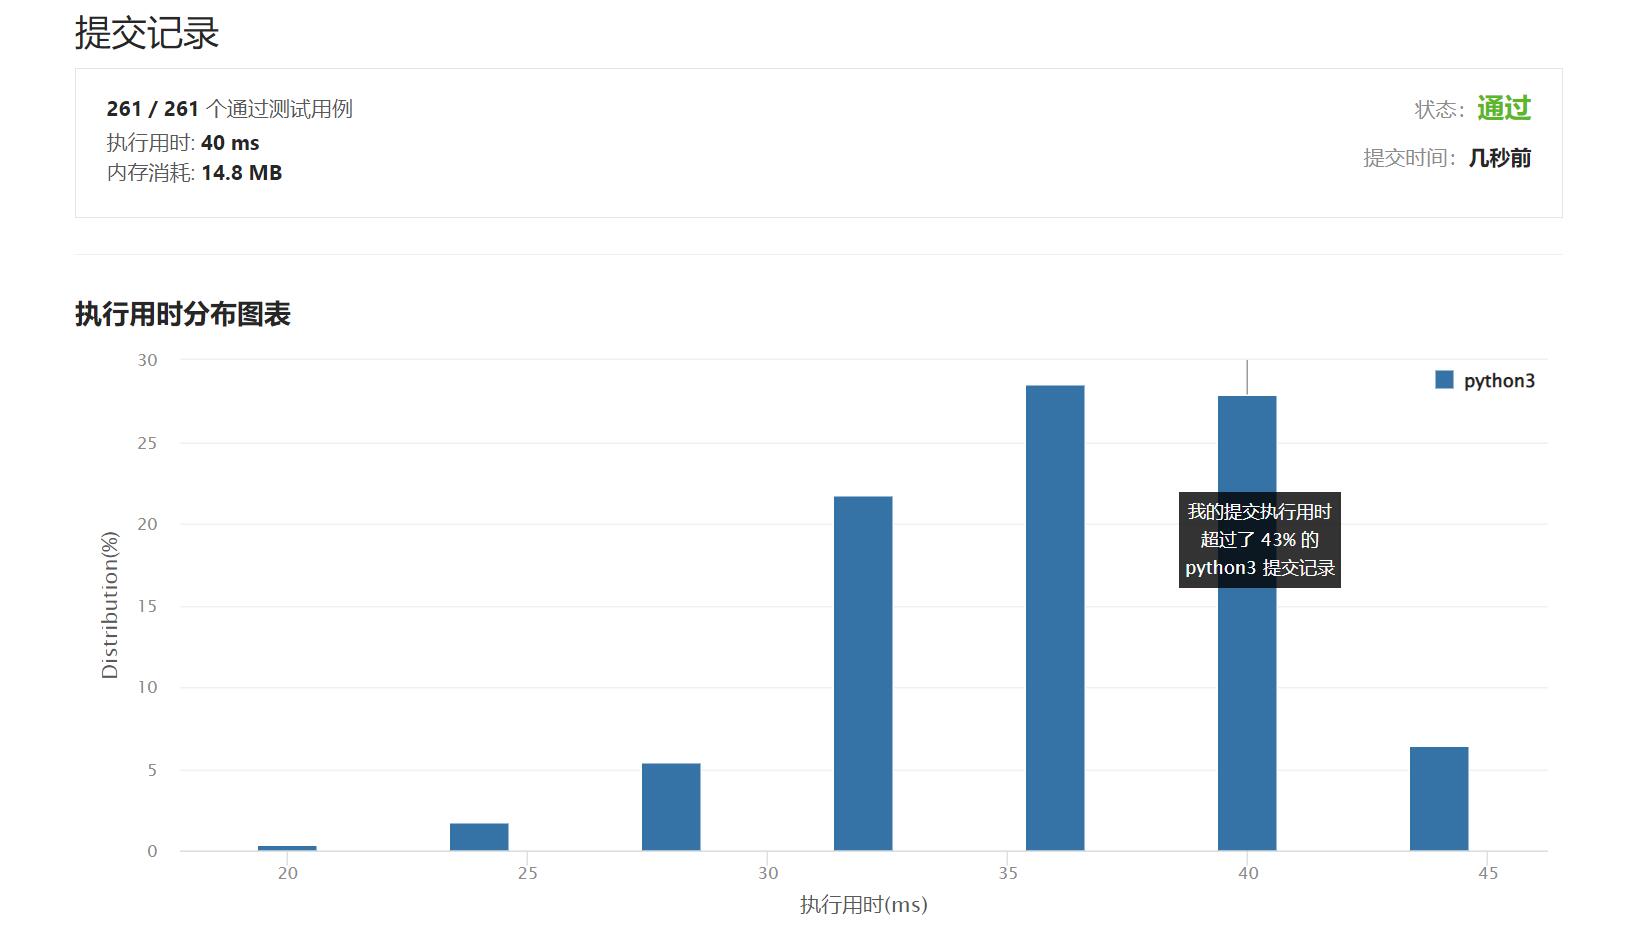 提交记录
261 / 261 个通过测试用例
状态：通过
执行用时: 40 ms
提交时间：几秒前
内存消耗: 14.8 MB
执行用时分布图表
30
25
20
15
10
5
0
Distribution(%)
python3
我的提交执行用时
超过了 43% 的
python3 提交记录
20 25 30 35 40 45
执行用时(ms)